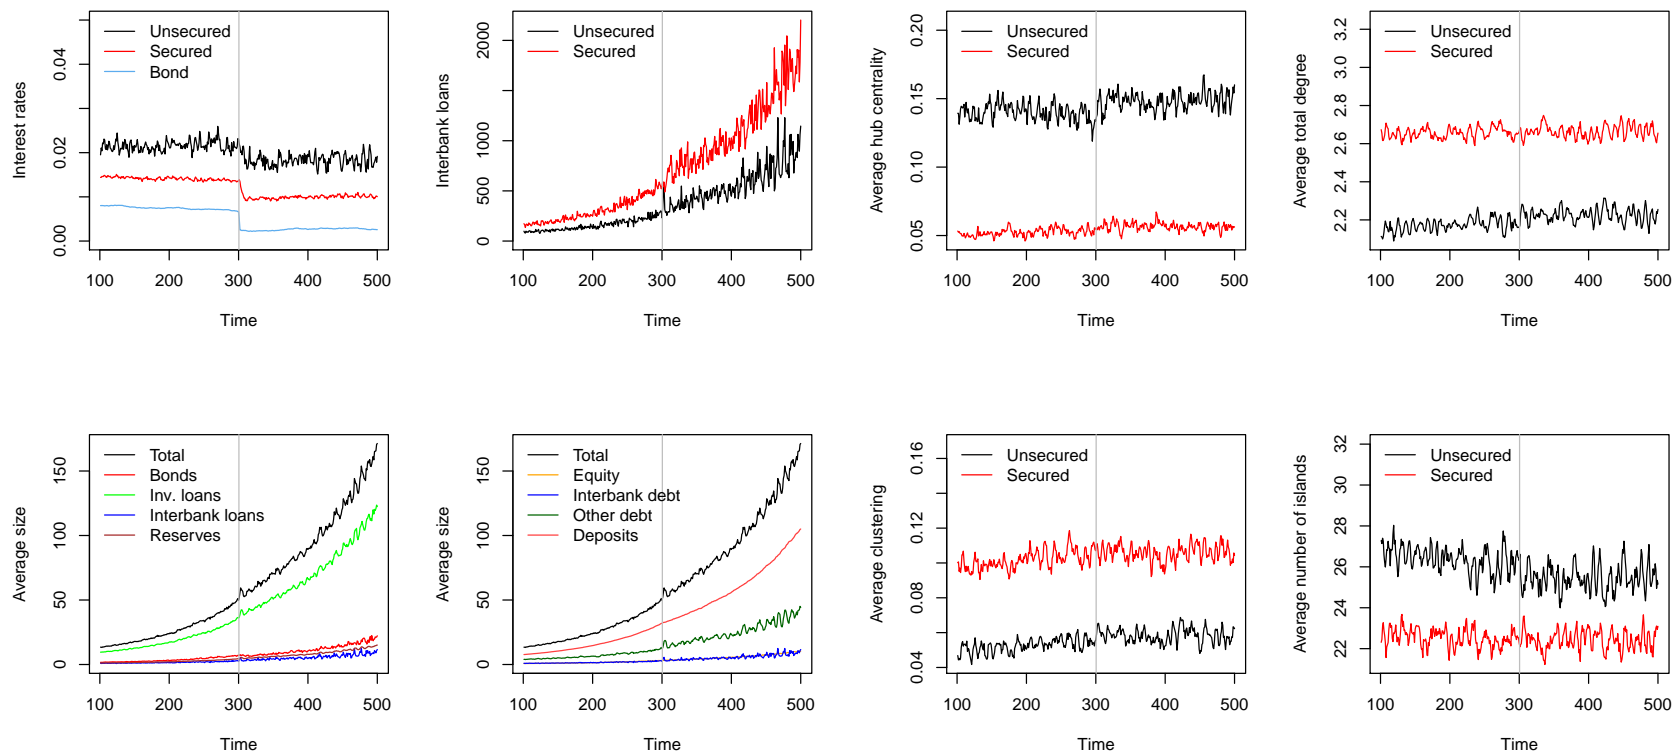 Interest rates
0.00
0.02
0.04
Unsecured
Secured
Bond
100
200
300
400
500
Time
Interbank loans
0
500
1000
2000
Unsecured
Secured
100
200
300
400
500
Time
Average hub centrality
0.05
0.10
0.15
0.20
Unsecured
Secured
100
200
300
400
500
Time
Average total degree
2.2
2.4
2.6
2.8
3.0
3.2
Unsecured
Secured
100
200
300
400
500
Time
Average size
0
50
100
150
Total
Bonds
Inv. loans
Interbank loans
Reserves
100
200
300
400
500
Time
Average size
0
50
100
150
Total
Equity
Interbank debt
Other debt
Deposits
100
200
300
400
500
Time
Average clustering
0.04
0.08
0.12
0.16
Unsecured
Secured
100
200
300
400
500
Time
Average number of islands
22
24
26
28
30
32
Unsecured
Secured
100
200
300
400
500
Time